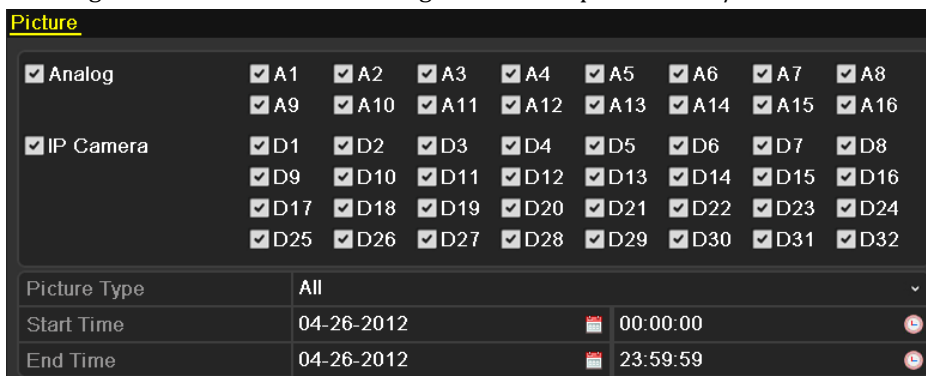 Picture
Analog A1 A2 A3 A4 A5 A6 A7 A8
A9 A10 A11 A12 A13 A14 A15 A16
IP Camera D1 D2 D3 D4 D5 D6 D7 D8
D9 D10 D11 D12 D13 D14 D15 D16
D17 D18 D19 D20 D21 D22 D23 D24
D25 D26 D27 D28 D29 D30 D31 D32
Picture Type All
Start Time 04-26-2012 00:00:00
End Time 04-26-2012 23:59:59